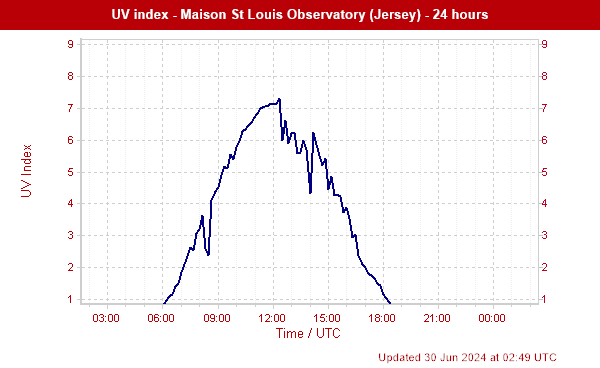 UV index - Maison St Louis Observatory (Jersey) - 24 hours
9 9
8 8
7 7
6 6
5 5
4 4
3 3
2 2
1 1
UV Index
03:00 06:00 09:00 12:00 15:00 18:00 21:00 00:00
Time / UTC
Updated 30 Jun 2024 at 02:49 UTC